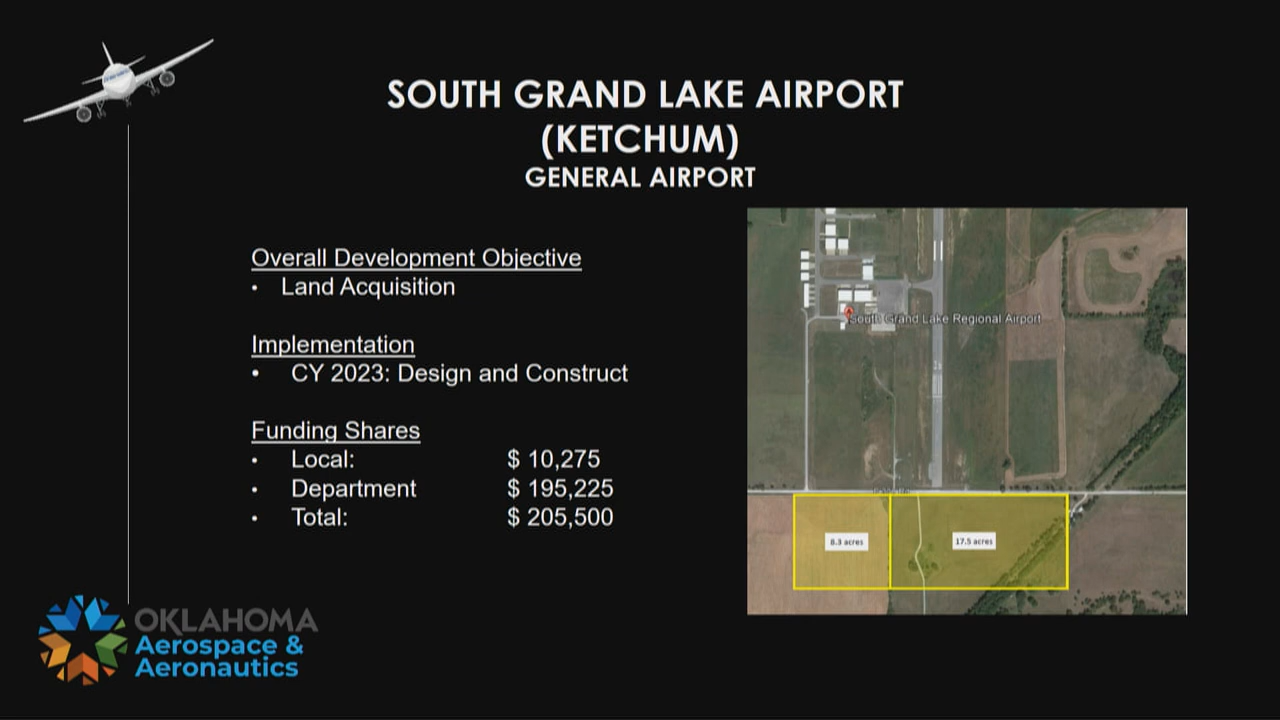 SOUTH GRAND LAKE AIRPORT
(KETCHUM)
GENERAL AIRPORT
Overall Development Objective
• Land Acquisition
Implementation
• CY 2023: Design and Construct
Funding Shares
• Local: $ 10,275
• Department $ 195,225
• Total: $ 205,500
South Grand Lake Regional Airport
8.3 acres
17.5 acres
OKLAHOMA
Aerospace &
Aeronautics